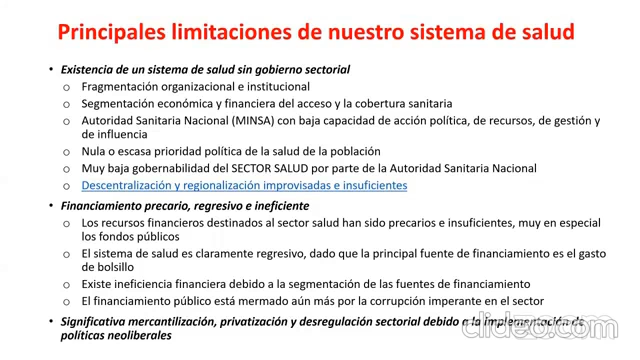 Principales limitaciones de nuestro sistema de salud
• Existencia de un sistema de salud sin gobierno sectorial
o Fragmentación organizacional e institucional
o Segmentación económica y financiera del acceso y la cobertura sanitaria
o Autoridad Sanitaria Nacional (MINSA) con baja capacidad de acción política, de recursos, de gestión y
de influencia
o Nula o escasa prioridad política de la salud de la población
o Muy baja gobernabilidad del SECTOR SALUD por parte de la Autoridad Sanitaria Nacional
o Descentralización y regionalización improvisadas e insuficientes
• Financiamiento precario, regresivo e ineficiente
o Los recursos financieros destinados al sector salud han sido precarios e insuficientes, muy en especial
los fondos públicos
o El sistema de salud es claramente regresivo, dado que la principal fuente de financiamiento es el gasto
de bolsillo
o Existe ineficiencia financiera debido a la segmentación de las fuentes de financiamiento
o El financiamiento público está mermado aún más por la corrupción imperante en el sector
• Significativa mercantilización, privatización y desregulación sectorial debido a la implementación de
políticas neoliberales
clideo.com